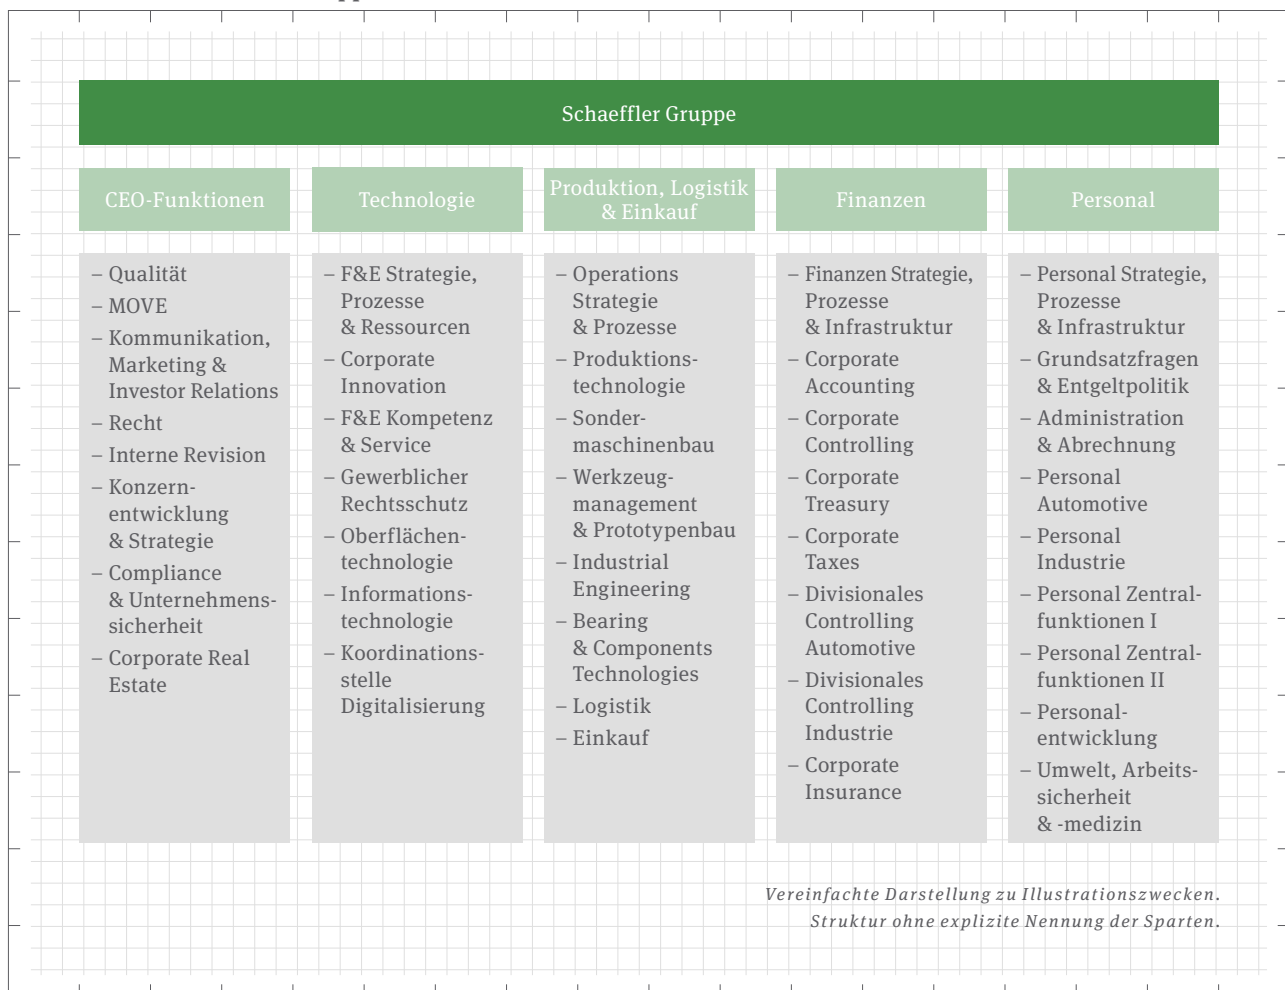 Schaeffler Gruppe
CEO-Funktionen
– Qualität
– MOVE
– Kommunikation,
Marketing &
Investor Relations
– Recht
– Interne Revision
– Konzern-
entwicklung
& Strategie
– Compliance
& Unternehmens-
sicherheit
– Corporate Real
Estate
Technologie
– F&E Strategie,
Prozesse
& Ressourcen
– Corporate
Innovation
– F&E Kompetenz
& Service
– Gewerblicher
Rechtsschutz
– Oberflächen-
technologie
– Informations-
technologie
– Koordinations-
stelle
Digitalisierung
Produktion, Logistik
& Einkauf
– Operations
Strategie
& Prozesse
– Produktions-
technologie
– Sonder-
maschinenbau
– Werkzeug-
management
& Prototypenbau
– Industrial
Engineering
– Bearing
& Components
Technologies
– Logistik
– Einkauf
Finanzen
– Finanzen Strategie,
Prozesse
& Infrastruktur
– Corporate
Accounting
– Corporate
Controlling
– Corporate
Treasury
– Corporate
Taxes
– Divisionales
Controlling
Automotive
– Divisionales
Controlling
Industrie
– Corporate
Insurance
Personal
– Personal Strategie,
Prozesse
& Infrastruktur
– Grundsatzfragen
& Entgeltpolitik
– Administration
& Abrechnung
– Personal
Automotive
– Personal
Industrie
– Personal Zentral-
funktionen I
– Personal Zentral-
funktionen II
– Personal-
entwicklung
– Umwelt, Arbeits-
sicherheit
& -medizin
Vereinfachte Darstellung zu Illustrationszwecken.
Struktur ohne explizite Nennung der Sparten.